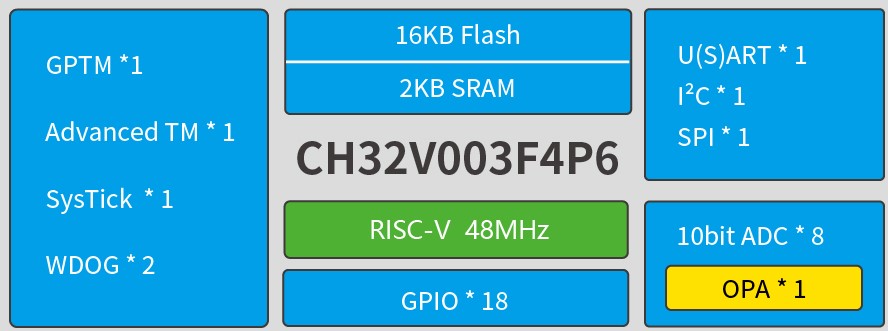 GPTM *1
Advanced TM * 1
SysTick * 1
WDOG * 2
16KB Flash
2KB SRAM
CH32V003F4P6
RISC-V 48MHz
GPIO * 18
U(S)ART * 1
I²C * 1
SPI * 1
10bit ADC * 8
OPA * 1